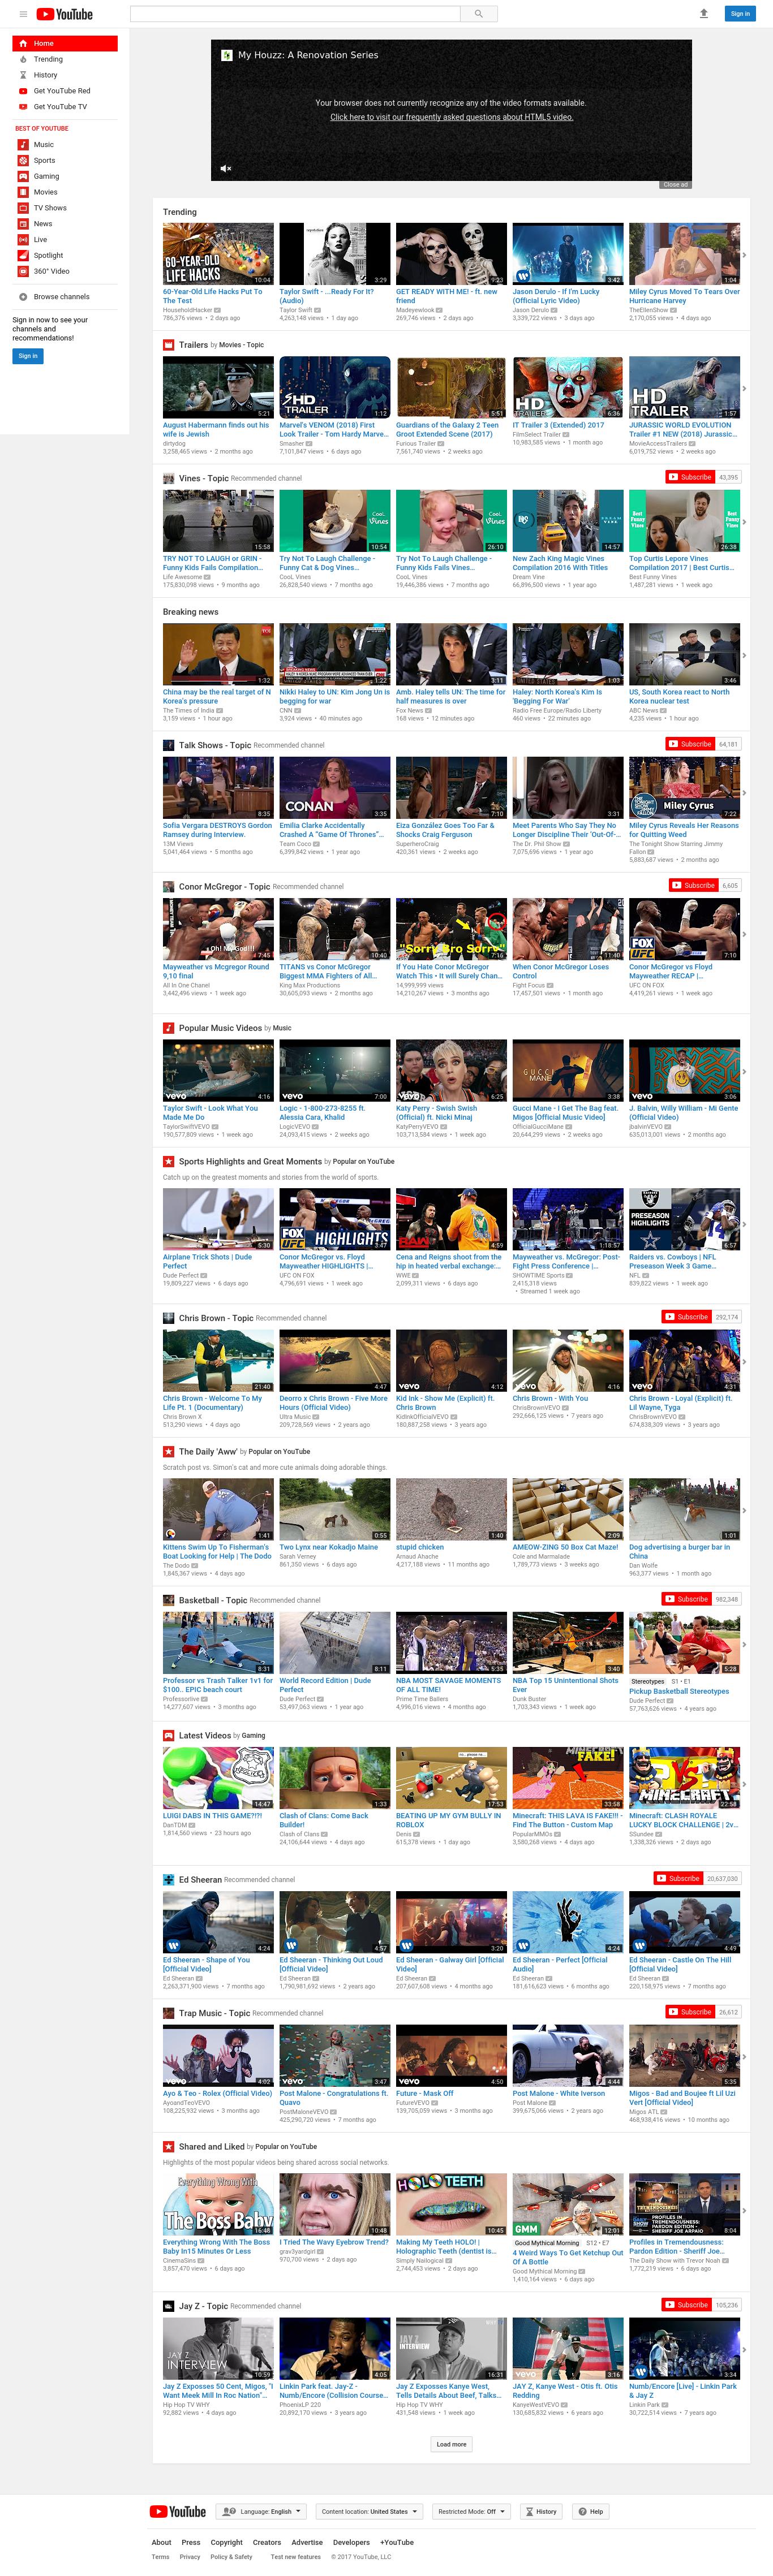 YouTube
Sign in
Home
Trending
History
Get YouTube Red
Get YouTube TV
BEST OF YOUTUBE
Music
Sports
Gaming
Movies
TV Shows
News
Live
Spotlight
360° Video
Browse channels
Sign in now to see your
channels and
recommendations!
Sign in
My Houzz: A Renovation Series
Your browser does not currently recognize any of the video formats available.
Click here to visit our frequently asked questions about HTML5 video.
Close ad
Trending
60-YEAR-OLD
LIFE HACKS
10:04
3:29
9:23
3:42
1:04
60-Year-Old Life Hacks Put To
The Test
HouseholdHacker
786,376 views • 2 days ago
Taylor Swift - ...Ready For It?
(Audio)
Taylor Swift
4,263,148 views • 1 day ago
GET READY WITH ME! - ft. new
friend
Madeyewlook
269,746 views • 2 days ago
Jason Derulo - If I'm Lucky
(Official Lyric Video)
Jason Derulo
3,339,722 views • 3 days ago
Miley Cyrus Moved To Tears Over
Hurricane Harvey
TheEllenShow
2,170,055 views • 4 days ago
Trailers by Movies - Topic
5:21
HD
TRAILER
1:12
5:51
HD
TRAILER
6:36
HD
TRAILER
1:57
August Habermann finds out his
wife is Jewish
dirtydog
3,258,465 views • 2 months ago
Marvel's VENOM (2018) First
Look Trailer - Tom Hardy Marve...
Smasher
7,101,847 views • 6 days ago
Guardians of the Galaxy 2 Teen
Groot Extended Scene (2017)
Furious Trailer
7,561,740 views • 2 weeks ago
IT Trailer 3 (Extended) 2017
FilmSelect Trailer
10,983,585 views • 1 month ago
JURASSIC WORLD EVOLUTION
Trailer #1 NEW (2018) Jurassic...
MovieAccessTrailers
6,019,752 views • 2 weeks ago
Vines - Topic Recommended channel
Subscribe 43,395
15:58
CooL
Vines
10:54
CooL
Vines
26:10
DREAM
VINE
14:57
Best
Funny
Vines
Best
Funny
Vines
26:38
TRY NOT TO LAUGH or GRIN -
Funny Kids Fails Compilation...
Life Awesome
175,830,098 views • 9 months ago
Try Not To Laugh Challenge -
Funny Cat & Dog Vines...
CooL Vines
26,828,540 views • 7 months ago
Try Not To Laugh Challenge -
Funny Kids Fails Vines...
CooL Vines
19,446,386 views • 7 months ago
New Zach King Magic Vines
Compilation 2016 With Titles
Dream Vine
66,896,500 views • 1 year ago
Top Curtis Lepore Vines
Compilation 2017 | Best Curtis...
Best Funny Vines
1,487,281 views • 1 week ago
Breaking news
1:32
1:22
3:11
1:03
3:46
China may be the real target of N
Korea's pressure
The Times of India
3,159 views • 1 hour ago
Nikki Haley to UN: Kim Jong Un is
begging for war
CNN
3,924 views • 40 minutes ago
Amb. Haley tells UN: The time for
half measures is over
Fox News
168 views • 12 minutes ago
Haley: North Korea's Kim Is
'Begging For War'
Radio Free Europe/Radio Liberty
460 views • 22 minutes ago
US, South Korea react to North
Korea nuclear test
ABC News
4,235 views • 1 hour ago
Talk Shows - Topic Recommended channel
Subscribe 64,181
8:35
CONAN
3:35
7:10
3:31
Miley Cyrus
7:22
Sofia Vergara DESTROYS Gordon
Ramsey during Interview.
13M Views
5,041,464 views • 5 months ago
Emilia Clarke Accidentally
Crashed A "Game Of Thrones"...
Team Coco
6,399,842 views • 1 year ago
Eiza González Goes Too Far &
Shocks Craig Ferguson
SuperheroCraig
420,361 views • 2 weeks ago
Meet Parents Who Say They No
Longer Discipline Their 'Out-Of-...
The Dr. Phil Show
7,075,696 views • 1 year ago
Miley Cyrus Reveals Her Reasons
for Quitting Weed
The Tonight Show Starring Jimmy
Fallon
5,883,687 views • 2 months ago
Conor McGregor - Topic Recommended channel
Subscribe 6,605
Oh! My God!!!
7:45
10:40
"Sorry Bro Sorry"
7:16
11:40
FOX
UFC
7:10
Mayweather vs Mcgregor Round
9,10 final
All In One Chanel
3,442,496 views • 1 week ago
TiTANS vs Conor McGregor
Biggest MMA Fighters of All...
King Max Productions
30,605,093 views • 2 months ago
If You Hate Conor McGregor
Watch This • It will Surely Chan...
14,999,999 views
14,210,267 views • 3 months ago
When Conor McGregor Loses
Control
Fight Focus
17,457,501 views • 1 month ago
Conor McGregor vs Floyd
Mayweather RECAP |...
UFC ON FOX
4,419,261 views • 1 week ago
Popular Music Videos by Music
vevo
4:16
vevo
7:00
vevo
6:25
GUCCI
MANE
3:38
vevo
3:06
Taylor Swift - Look What You
Made Me Do
TaylorSwiftVEVO
190,577,809 views • 1 week ago
Logic - 1-800-273-8255 ft.
Alessia Cara, Khalid
LogicVEVO
24,093,415 views • 2 weeks ago
Katy Perry - Swish Swish
(Official) ft. Nicki Minaj
KatyPerryVEVO
103,713,584 views • 1 week ago
Gucci Mane - I Get The Bag feat.
Migos [Official Music Video]
OfficialGucciMane
20,644,299 views • 2 weeks ago
J. Balvin, Willy William - Mi Gente
(Official Video)
jbalvinVEVO
635,013,001 views • 2 months ago
Sports Highlights and Great Moments by Popular on YouTube
Catch up on the greatest moments and stories from the world of sports.
5:30
FOX
UFC
HIGHLIGHTS
3:47
RAW
4:59
1:18:57
RAIDERS
PRESEASON
HIGHLIGHTS
6:57
Airplane Trick Shots | Dude
Perfect
Dude Perfect
19,809,227 views • 6 days ago
Conor McGregor vs. Floyd
Mayweather HIGHLIGHTS |...
UFC ON FOX
4,796,691 views • 1 week ago
Cena and Reigns shoot from the
hip in heated verbal exchange:...
WWE
2,099,311 views • 6 days ago
Mayweather vs. McGregor: Post-
Fight Press Conference |...
SHOWTIME Sports
2,415,318 views
• Streamed 1 week ago
Raiders vs. Cowboys | NFL
Preseason Week 3 Game...
NFL
839,822 views • 1 week ago
Chris Brown - Topic Recommended channel
Subscribe 292,174
21:40
4:47
vevo
4:12
vevo
4:16
vevo
4:31
Chris Brown - Welcome To My
Life Pt. 1 (Documentary)
Chris Brown X
513,290 views • 4 days ago
Deorro x Chris Brown - Five More
Hours (Official Video)
Ultra Music
209,728,569 views • 2 years ago
Kid Ink - Show Me (Explicit) ft.
Chris Brown
KidInkOfficialVEVO
180,887,258 views • 3 years ago
Chris Brown - With You
ChrisBrownVEVO
292,666,125 views • 7 years ago
Chris Brown - Loyal (Explicit) ft.
Lil Wayne, Tyga
ChrisBrownVEVO
674,838,309 views • 3 years ago
The Daily 'Aww' by Popular on YouTube
Scratch post vs. Simon's cat and more cute animals doing adorable things.
1:41
0:55
1:40
2:09
1:01
Kittens Swim Up To Fisherman's
Boat Looking for Help | The Dodo
The Dodo
1,845,367 views • 4 days ago
Two Lynx near Kokadjo Maine
Sarah Verney
861,350 views • 6 days ago
stupid chicken
Arnaud Ahache
4,217,188 views • 11 months ago
AMEOW-ZING 50 Box Cat Maze!
Cole and Marmalade
1,789,773 views • 3 weeks ago
Dog advertising a burger bar in
China
Dan Wolfe
963,377 views • 1 month ago
Basketball - Topic Recommended channel
Subscribe 982,348
8:31
8:11
5:35
3:40
5:28
Professor vs Trash Talker 1v1 for
$100.. EPIC beach court
Professorlive
14,277,607 views • 3 months ago
World Record Edition | Dude
Perfect
Dude Perfect
53,497,063 views • 1 year ago
NBA MOST SAVAGE MOMENTS
OF ALL TIME!
Prime Time Ballers
4,996,016 views • 4 months ago
NBA Top 15 Unintentional Shots
Ever
Dunk Buster
1,703,343 views • 1 week ago
Stereotypes S1 • E1
Pickup Basketball Stereotypes
Dude Perfect
57,763,626 views • 4 years ago
Latest Videos by Gaming
14:47
1:33
17:53
MINECRAFT
FAKE!
33:58
VS
MINECRAFT
22:58
LUIGI DABS IN THIS GAME?!?!
DanTDM
1,814,560 views • 23 hours ago
Clash of Clans: Come Back
Builder!
Clash of Clans
24,106,644 views • 4 days ago
BEATING UP MY GYM BULLY IN
ROBLOX
Denis
615,378 views • 1 day ago
Minecraft: THIS LAVA IS FAKE!!! -
Find The Button - Custom Map
PopularMMOs
3,580,268 views • 4 days ago
Minecraft: CLASH ROYALE
LUCKY BLOCK CHALLENGE | 2v...
SSundee
1,338,326 views • 2 days ago
Ed Sheeran Recommended channel
Subscribe 20,637,030
4:24
4:57
3:20
4:24
4:49
Ed Sheeran - Shape of You
[Official Video]
Ed Sheeran
2,263,371,900 views • 7 months ago
Ed Sheeran - Thinking Out Loud
[Official Video]
Ed Sheeran
1,790,981,692 views • 2 years ago
Ed Sheeran - Galway Girl [Official
Video]
Ed Sheeran
207,607,608 views • 4 months ago
Ed Sheeran - Perfect [Official
Audio]
Ed Sheeran
181,616,623 views • 6 months ago
Ed Sheeran - Castle On The Hill
[Official Video]
Ed Sheeran
220,158,975 views • 7 months ago
Trap Music - Topic Recommended channel
Subscribe 26,612
vevo
4:02
vevo
3:47
vevo
4:50
4:44
5:35
Ayo & Teo - Rolex (Official Video)
AyoandTeoVEVO
108,225,932 views • 3 months ago
Post Malone - Congratulations ft.
Quavo
PostMaloneVEVO
425,290,720 views • 7 months ago
Future - Mask Off
FutureVEVO
139,705,059 views • 3 months ago
Post Malone - White Iverson
Post Malone
399,675,066 views • 2 years ago
Migos - Bad and Boujee ft Lil Uzi
Vert [Official Video]
Migos ATL
468,938,416 views • 10 months ago
Shared and Liked by Popular on YouTube
Highlights of the most popular videos being shared across social networks.
Everything Wrong With
The Boss Baby
16:48
10:48
HOLO TEETH
10:45
GMM
12:01
PROFILES IN
TREMENDOUSNESS:
PARDON EDITION -
SHERIFF JOE ARPAIO
8:04
Everything Wrong With The Boss
Baby In15 Minutes Or Less
CinemaSins
3,857,470 views • 6 days ago
I Tried The Wavy Eyebrow Trend?
grav3yardgirl
970,700 views • 2 days ago
Making My Teeth HOLO! |
Holographic Teeth (dentist is...
Simply Nailogical
2,744,453 views • 2 days ago
Good Mythical Morning S12 • E7
4 Weird Ways To Get Ketchup Out
Of A Bottle
Good Mythical Morning
1,410,164 views • 6 days ago
Profiles in Tremendousness:
Pardon Edition - Sheriff Joe...
The Daily Show with Trevor Noah
1,772,219 views • 6 days ago
Jay Z - Topic Recommended channel
Subscribe 105,236
JAY Z
INTERVIEW
10:59
4:05
JAY Z
INTERVIEW
16:31
vevo
3:16
3:34
Jay Z Exposes 50 Cent, Migos, "I
Want Meek Mill In Roc Nation"...
Hip Hop TV WHY
92,882 views • 4 days ago
Linkin Park feat. Jay-Z -
Numb/Encore (Collision Course...
PhoenixLP 220
20,892,170 views • 3 years ago
Jay Z Exposes Kanye West,
Tells Details About Beef, Talks...
Hip Hop TV WHY
431,548 views • 1 week ago
JAY Z, Kanye West - Otis ft. Otis
Redding
KanyeWestVEVO
130,685,832 views • 6 years ago
Numb/Encore [Live] - Linkin Park
& Jay Z
Linkin Park
30,722,514 views • 7 years ago
Load more
YouTube
Language: English
Content location: United States
Restricted Mode: Off
History
Help
About Press Copyright Creators Advertise Developers +YouTube
Terms Privacy Policy & Safety Test new features © 2017 YouTube, LLC